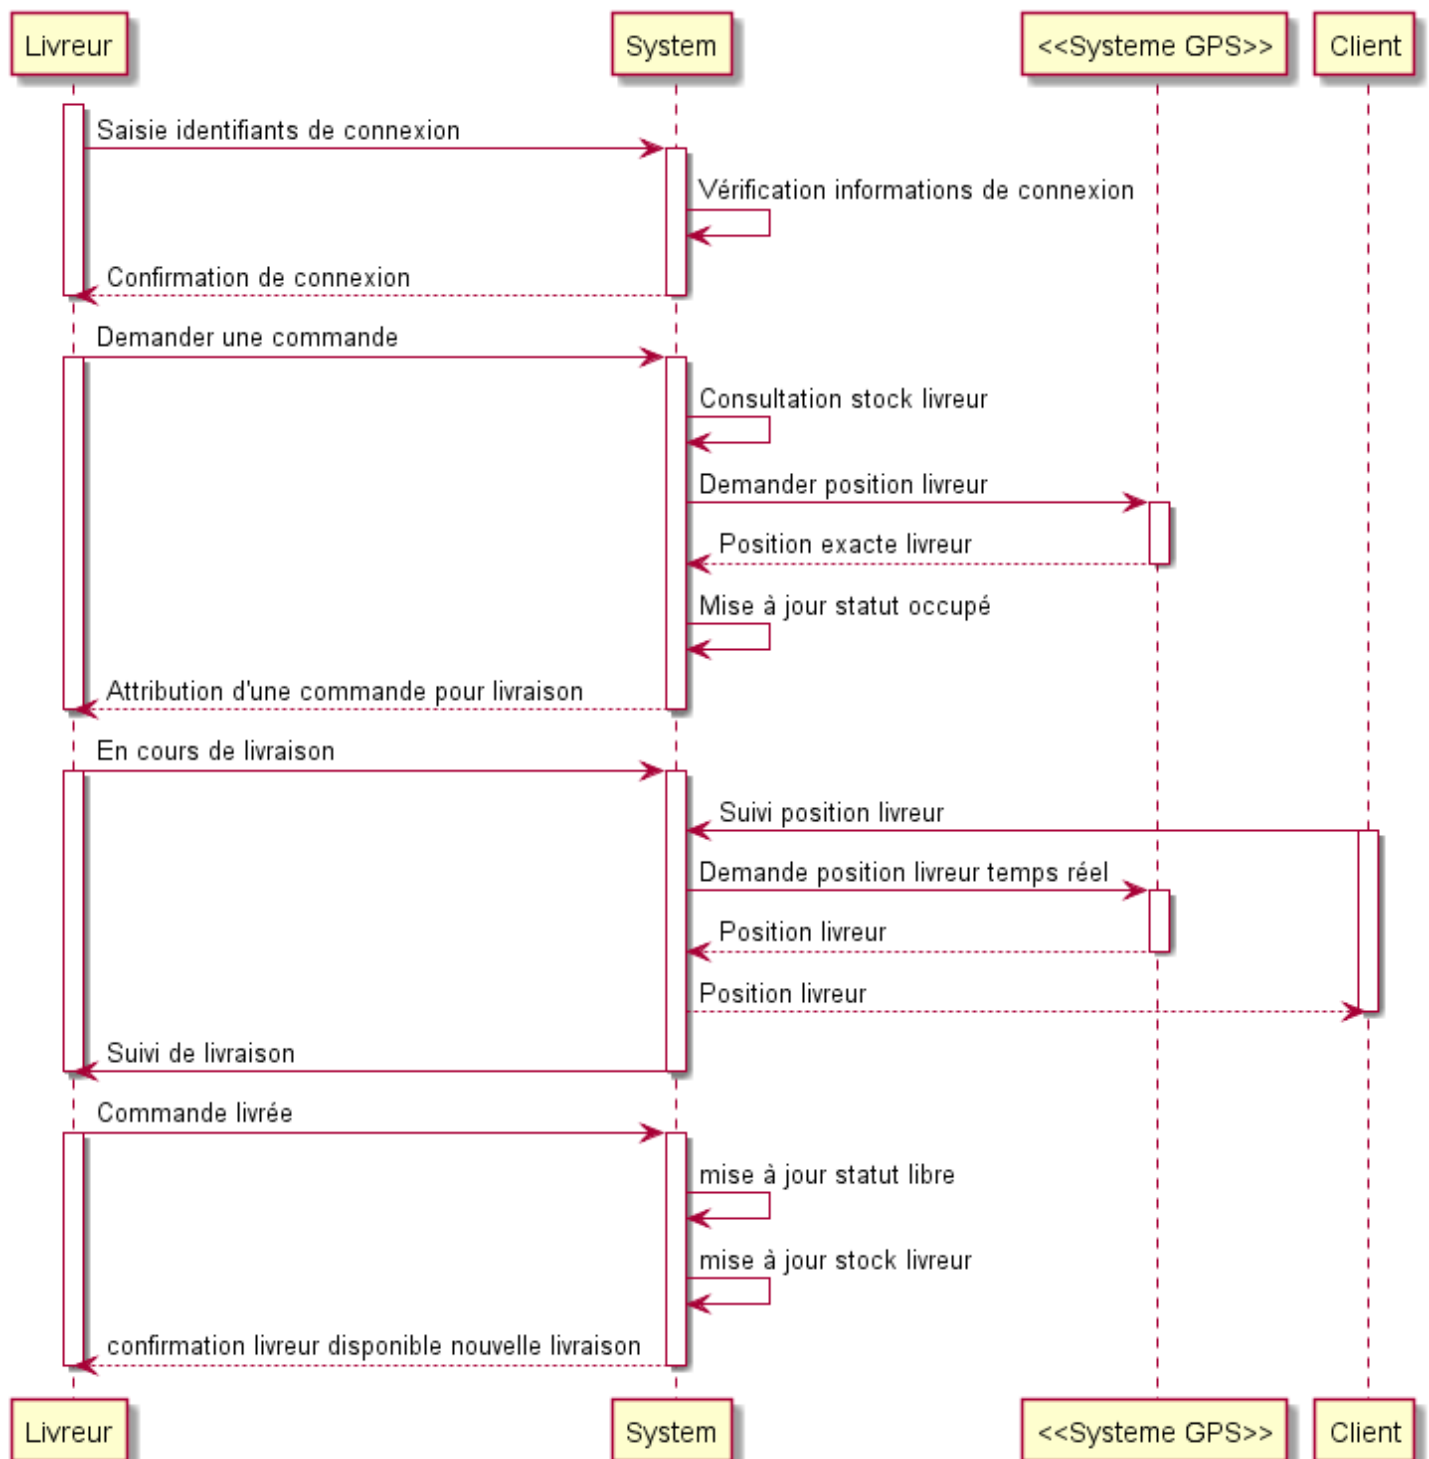 Livreur
System
<<Systeme GPS>>
Client
Saisie identifiants de connexion
Vérification informations de connexion
Confirmation de connexion
Demander une commande
Consultation stock livreur
Demander position livreur
Position exacte livreur
Mise à jour statut occupé
Attribution d'une commande pour livraison
En cours de livraison
Suivi position livreur
Demande position livreur temps réel
Position livreur
Position livreur
Suivi de livraison
Commande livrée
mise à jour statut libre
mise à jour stock livreur
confirmation livreur disponible nouvelle livraison
Livreur
System
<<Systeme GPS>>
Client